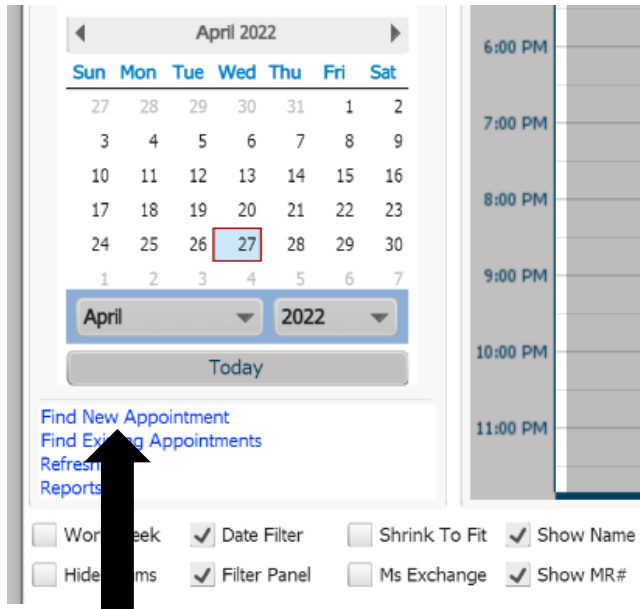 April 2022
Sun Mon Tue Wed Thu Fri Sat
27 28 29 30 31 1 2
3 4 5 6 7 8 9
10 11 12 13 14 15 16
17 18 19 20 21 22 23
24 25 26 27 28 29 30
1 2 3 4 5 6 7
April 2022
Today
Find New Appointment
Find Appointments
Reports
Date Filter Shrink To Fit Show Name
Filter Panel Ms Exchange Show MR#
6:00 PM
7:00 PM
8:00 PM
9:00 PM
10:00 PM
11:00 PM